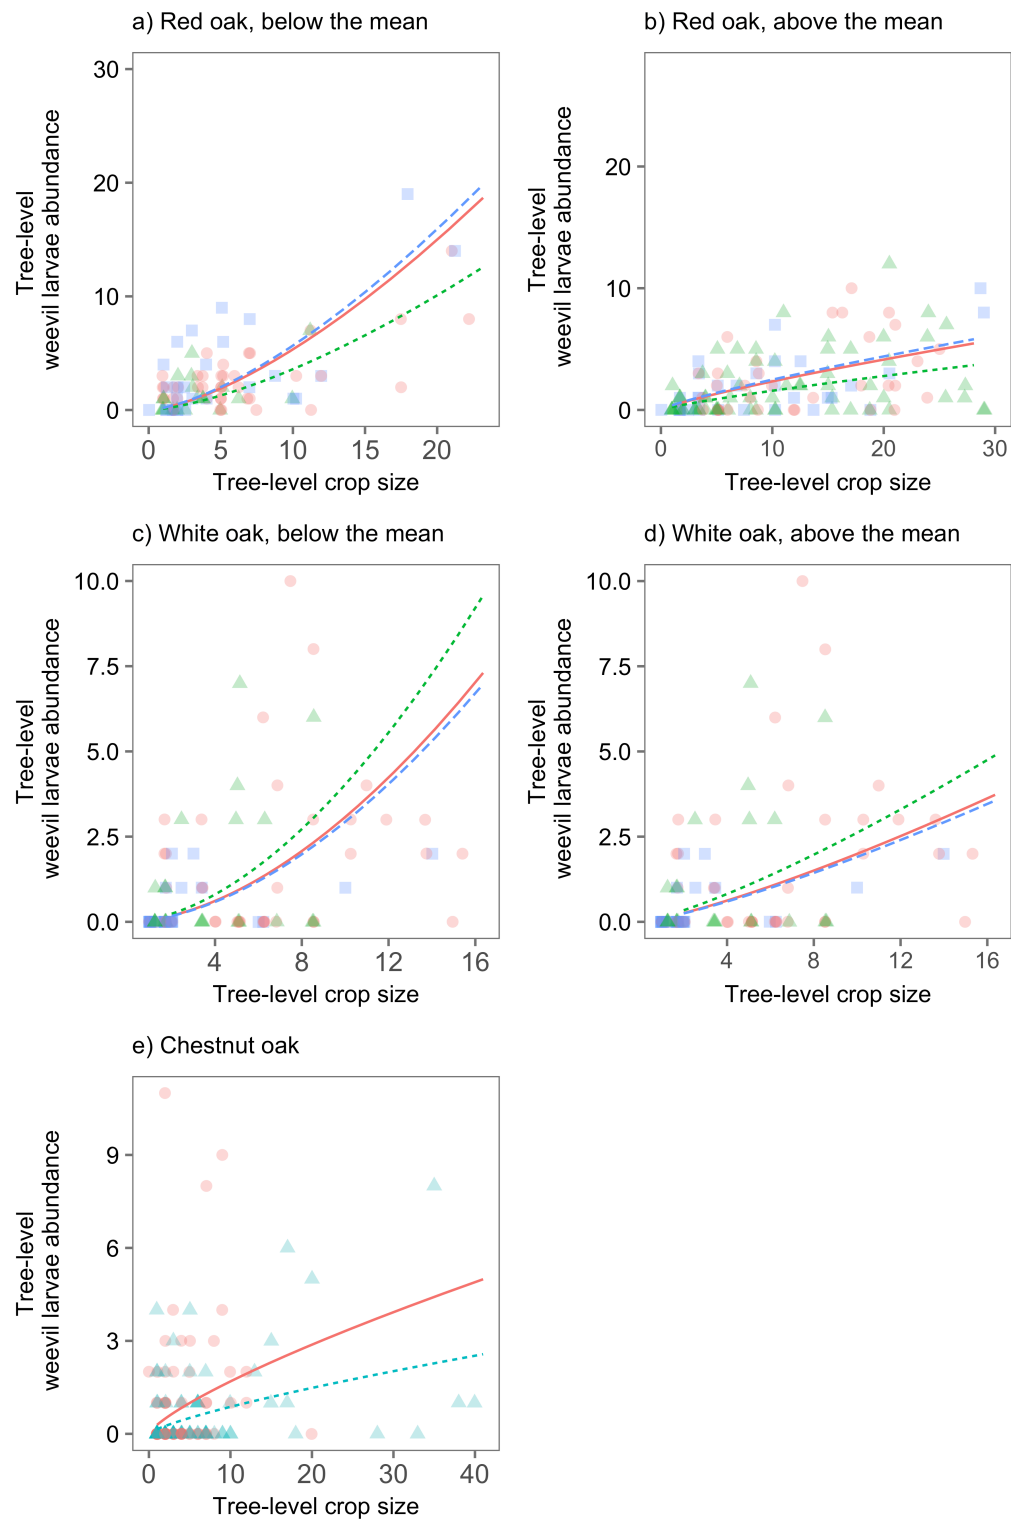 a) Red oak, below the mean
Tree-level
weevil larvae abundance
30
20
10
0
0 5 10 15 20
Tree-level crop size
b) Red oak, above the mean
Tree-level
weevil larvae abundance
20
10
0
0 10 20 30
Tree-level crop size
c) White oak, below the mean
Tree-level
weevil larvae abundance
10.0
7.5
5.0
2.5
0.0
4 8 12 16
Tree-level crop size
d) White oak, above the mean
Tree-level
weevil larvae abundance
10.0
7.5
5.0
2.5
0.0
4 8 12 16
Tree-level crop size
e) Chestnut oak
Tree-level
weevil larvae abundance
9
6
3
0
0 10 20 30 40
Tree-level crop size